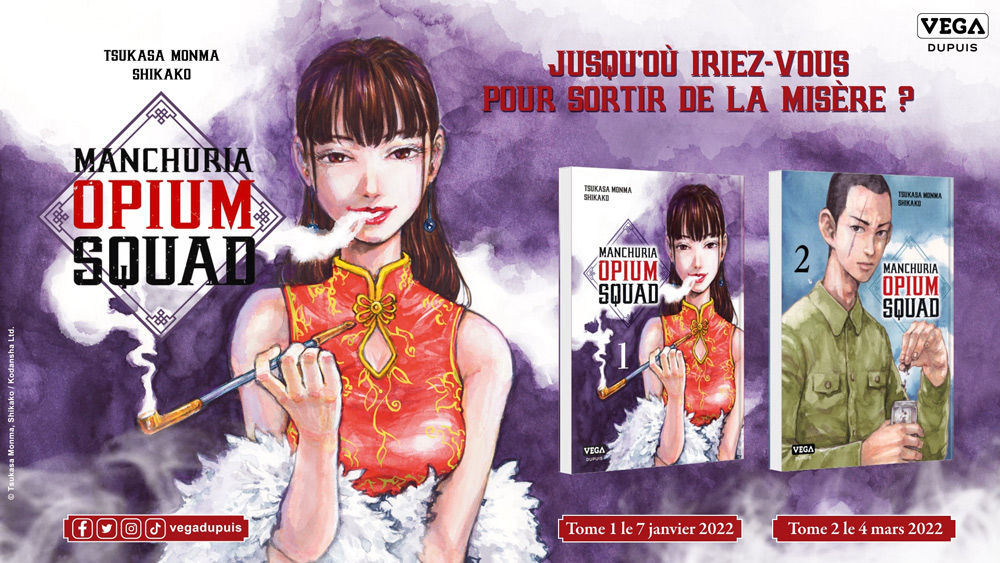 TSUKASA MONMA
SHIKAKO
MANCHURIA
OPIUM
SQUAD
© Tsukasa Monma, Shikako / Kodansha Ltd.
vegadupuis
VEGA
DUPUIS
JUSQU'OÙ IRIEZ-VOUS
POUR SORTIR DE LA MISÈRE ?
TSUKASA MONMA
SHIKAKO
MANCHURIA
OPIUM
SQUAD
1
VEGA
DUPUIS
Tome 1 le 7 janvier 2022
TSUKASA MONMA
SHIKAKO
2
MANCHURIA
OPIUM
SQUAD
VEGA
DUPUIS
Tome 2 le 4 mars 2022